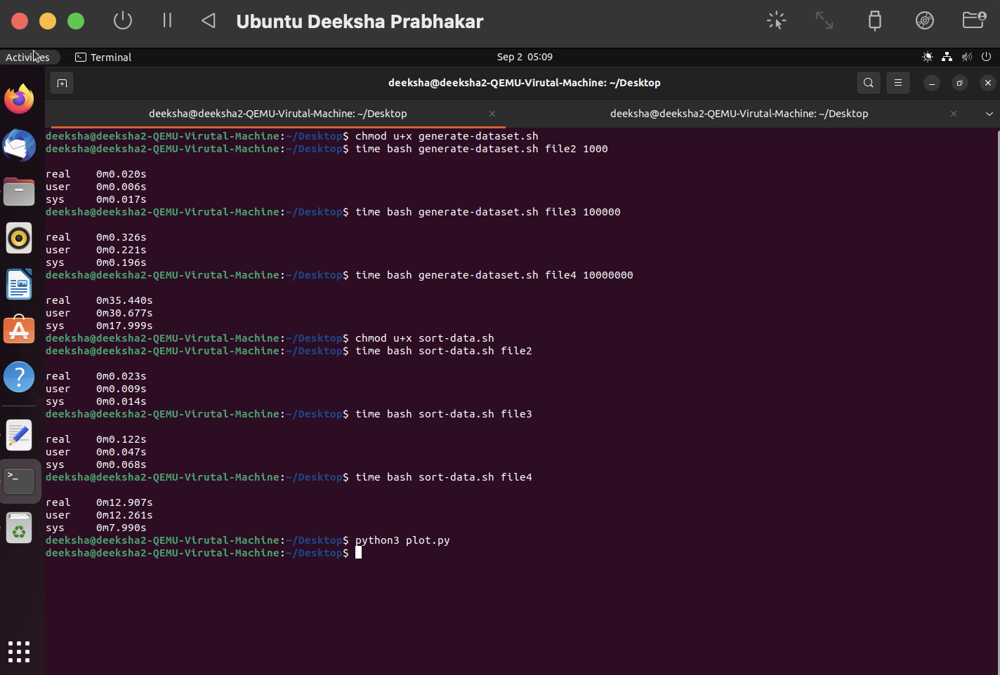 Ubuntu Deeksha Prabhakar
Activities
Terminal
Sep 2 05:09
deeksha@deeksha2-QEMU-Virutal-Machine: ~/Desktop
deeksha@deeksha2-QEMU-Virutal-Machine: ~/Desktop
deeksha@deeksha2-QEMU-Virutal-Machine: ~/Desktop
deeksha@deeksha2-QEMU-Virutal-Machine:~/Desktop$ chmod u+x generate-dataset.sh
deeksha@deeksha2-QEMU-Virutal-Machine:~/Desktop$ time bash generate-dataset.sh file2 1000
real 0m0.020s
user 0m0.006s
sys 0m0.017s
deeksha@deeksha2-QEMU-Virutal-Machine:~/Desktop$ time bash generate-dataset.sh file3 100000
real 0m0.326s
user 0m0.221s
sys 0m0.196s
deeksha@deeksha2-QEMU-Virutal-Machine:~/Desktop$ time bash generate-dataset.sh file4 10000000
real 0m35.440s
user 0m30.677s
sys 0m17.999s
deeksha@deeksha2-QEMU-Virutal-Machine:~/Desktop$ chmod u+x sort-data.sh
deeksha@deeksha2-QEMU-Virutal-Machine:~/Desktop$ time bash sort-data.sh file2
real 0m0.023s
user 0m0.009s
sys 0m0.014s
deeksha@deeksha2-QEMU-Virutal-Machine:~/Desktop$ time bash sort-data.sh file3
real 0m0.122s
user 0m0.047s
sys 0m0.068s
deeksha@deeksha2-QEMU-Virutal-Machine:~/Desktop$ time bash sort-data.sh file4
real 0m12.907s
user 0m12.261s
sys 0m7.990s
deeksha@deeksha2-QEMU-Virutal-Machine:~/Desktop$ python3 plot.py
deeksha@deeksha2-QEMU-Virutal-Machine:~/Desktop$